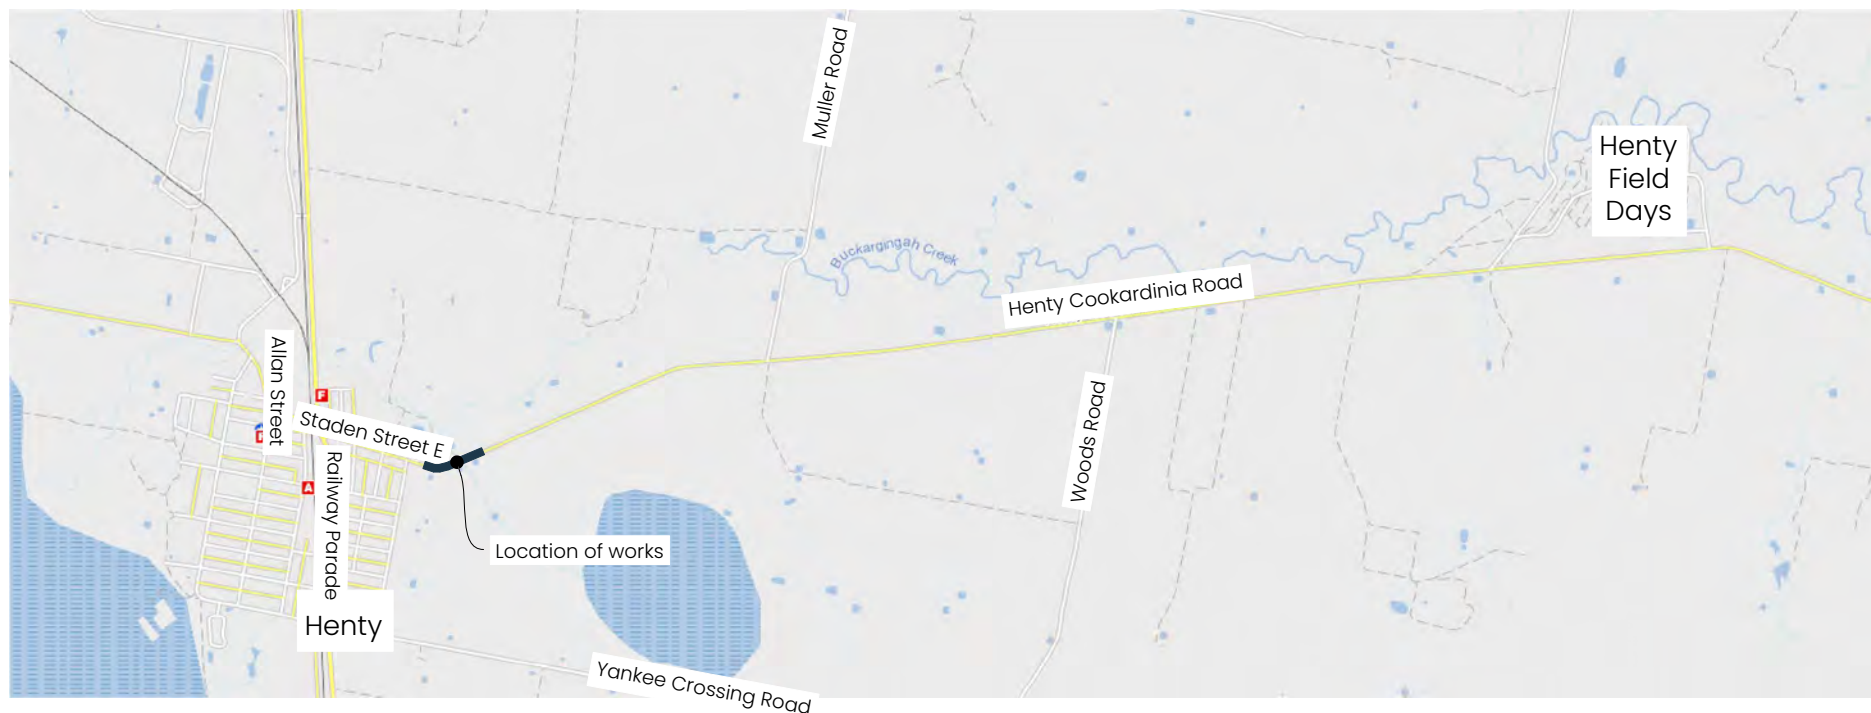 Muller Road
Henty
Field
Days
Buckargingah Creek
Henty Cookardinia Road
Allan Street
F
Staden Street E
P
Railway Parade
A
Woods Road
Location of works
Henty
Yankee Crossing Road